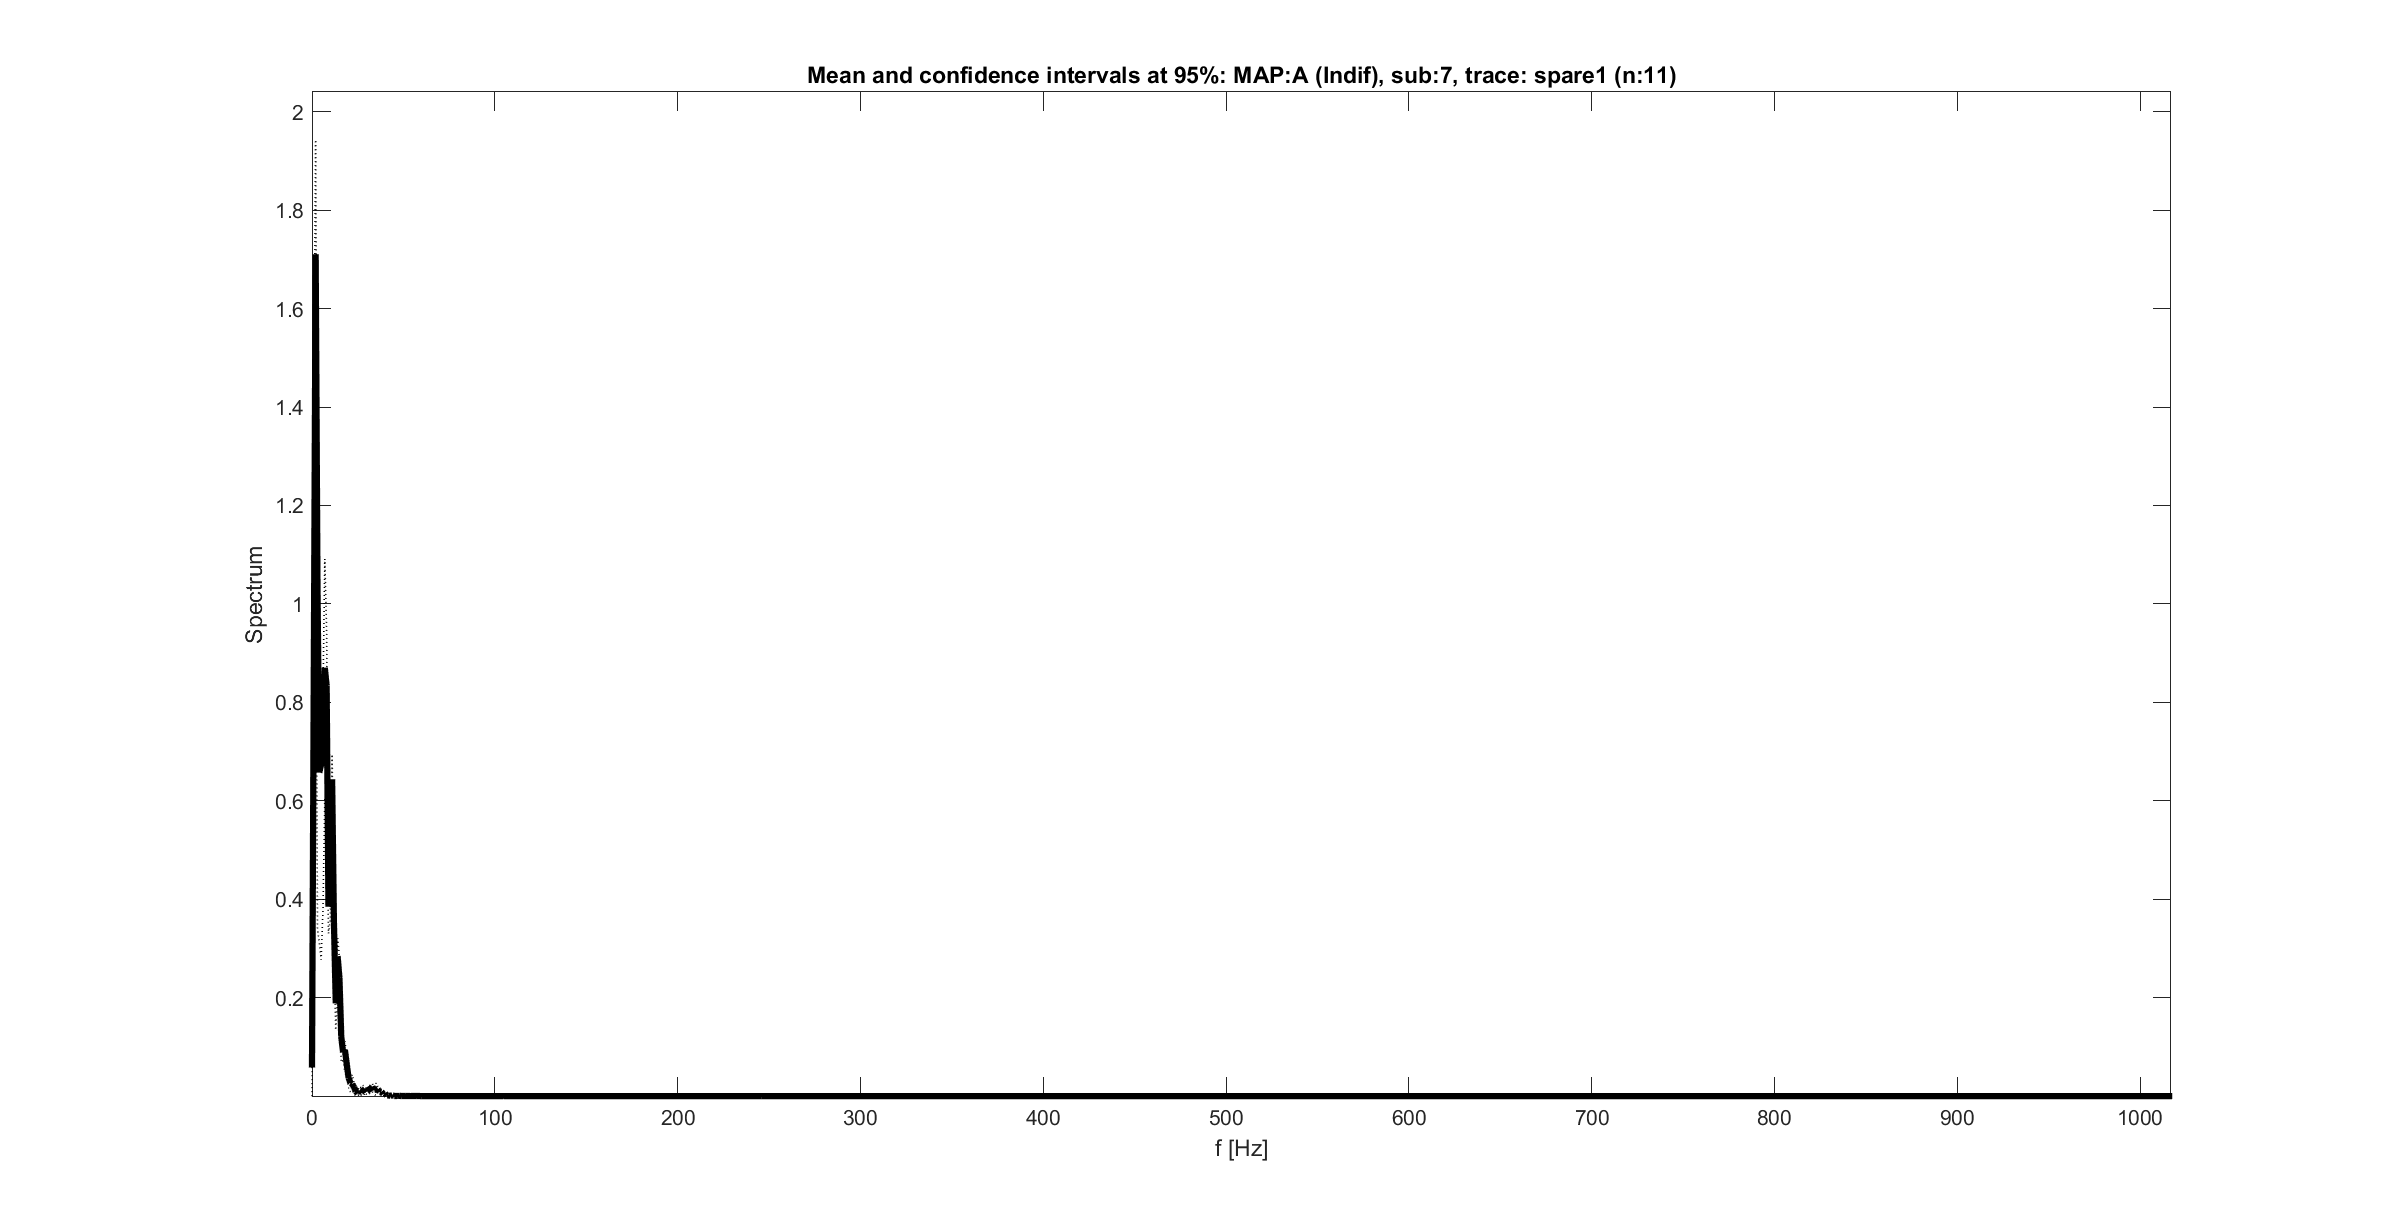 Mean and confidence intervals at 95%: MAP:A (Indif), sub:7, trace: spare1 (n:11)
2
1.8
1.6
1.4
1.2
1
0.8
0.6
0.4
0.2
Spectrum
0 100 200 300 400 500 600 700 800 900 1000
f [Hz]